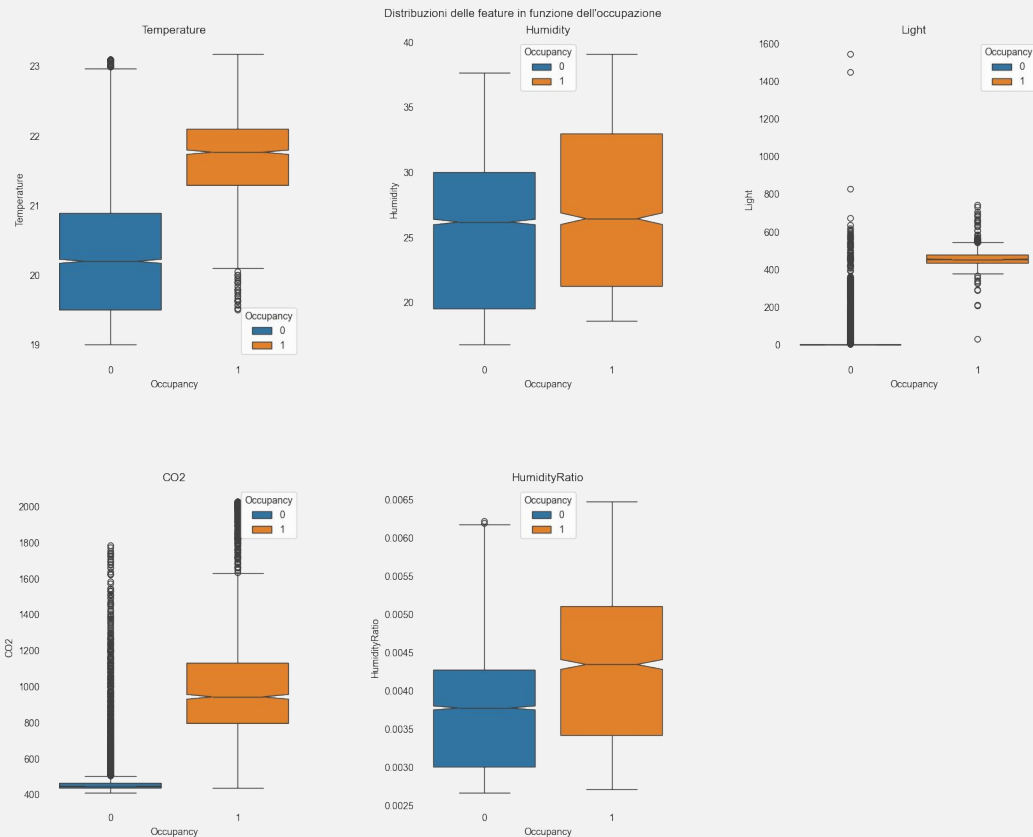 Distribuzioni delle feature in funzione dell'occupazione
Temperature
Occupancy
0
1
23
22
21
20
19
Temperature
0 1
Occupancy
Humidity
Occupancy
0
1
40
35
30
25
20
Humidity
0 1
Occupancy
Light
Occupancy
0
1
1600
1400
1200
1000
800
600
400
200
0
Light
0 1
Occupancy
CO2
Occupancy
0
1
2000
1800
1600
1400
1200
1000
800
600
400
CO2
0 1
Occupancy
HumidityRatio
Occupancy
0
1
0.0065
0.0060
0.0055
0.0050
0.0045
0.0040
0.0035
0.0030
0.0025
HumidityRatio
0 1
Occupancy